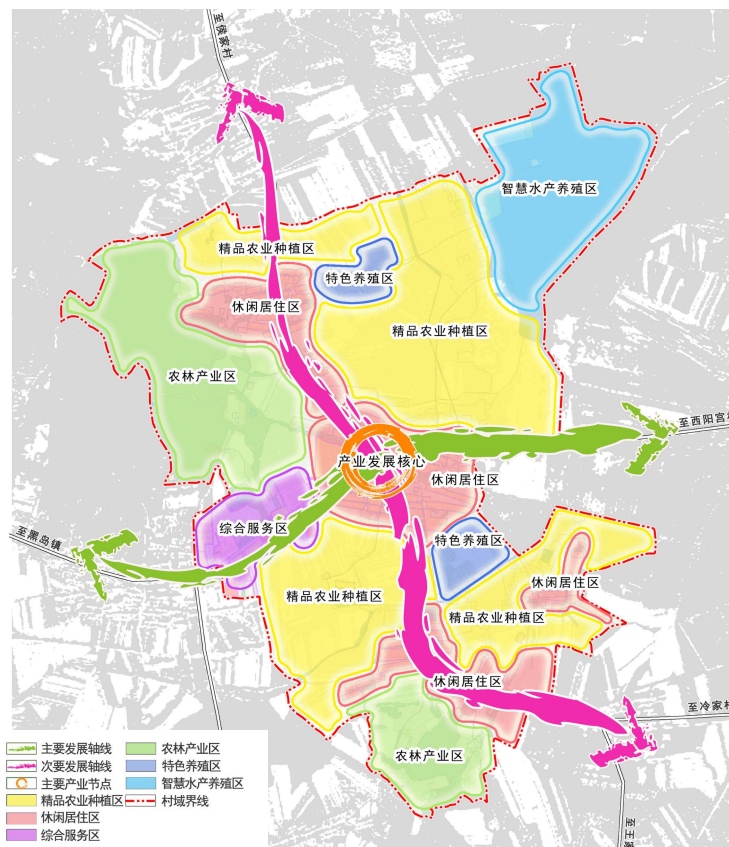 至侯家村
智慧水产养殖区
精品农业种植区
特色养殖区
休闲居住区
精品农业种植区
农林产业区
至西阳宫村
产业发展核心
休闲居住区
综合服务区
特色养殖区
至黑岛镇
休闲居住区
精品农业种植区
精品农业种植区
休闲居住区
至冷家村
农林产业区
至王
主要发展轴线
农林产业区
次要发展轴线
特色养殖区
主要产业节点
智慧水产养殖区
精品农业种植区
村域界线
休闲居住区
综合服务区